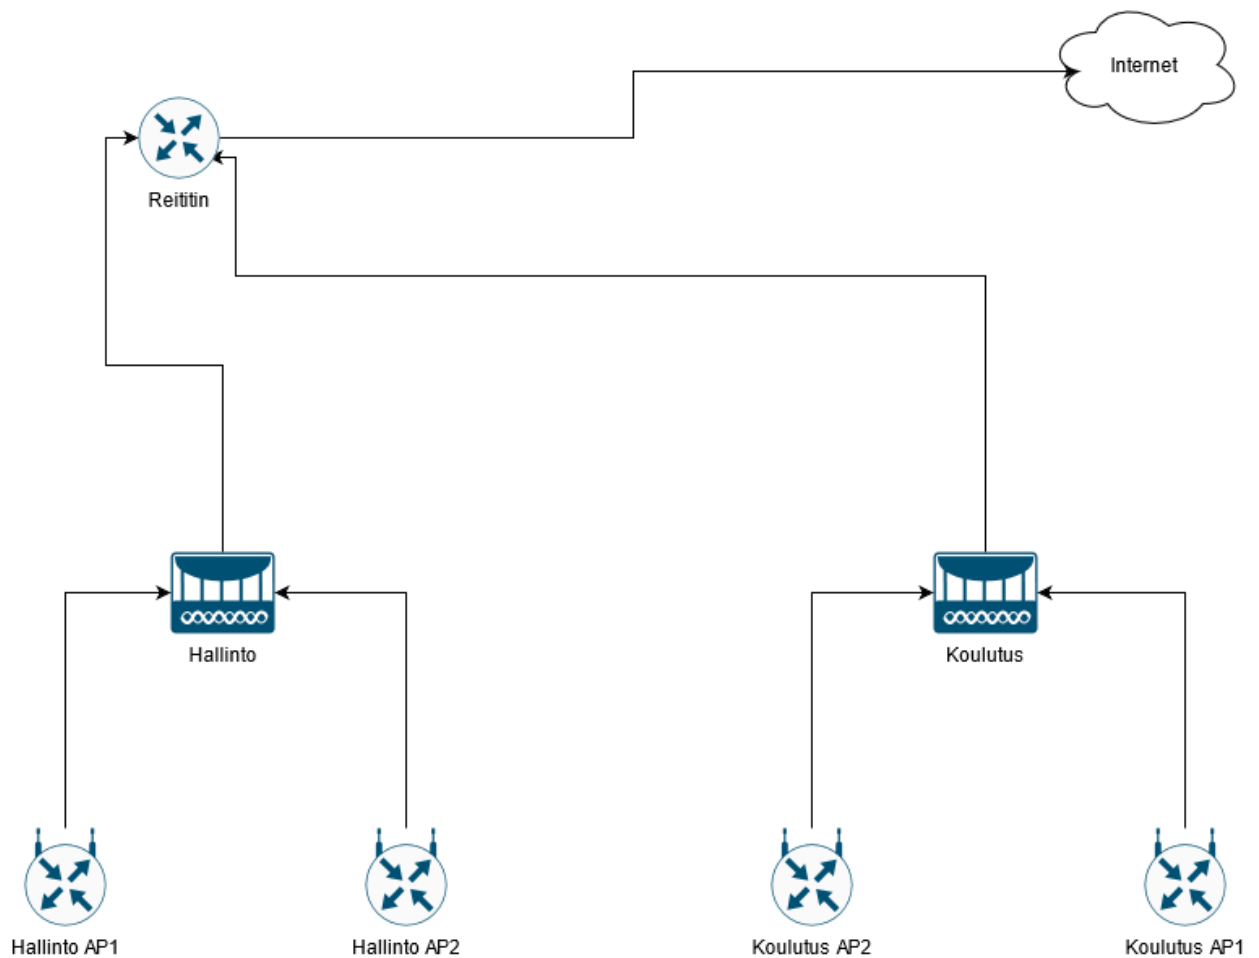 Internet
Reititin
Hallinto
Koulutus
Hallinto AP1
Hallinto AP2
Koulutus AP2
Koulutus AP1